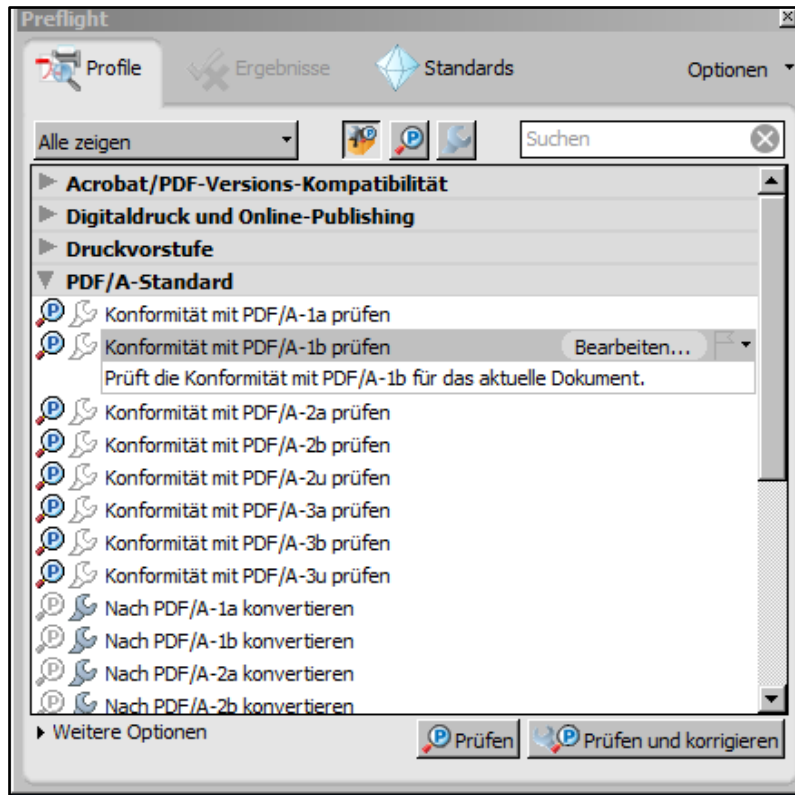 Preflight
Profile Ergebnisse Standards Optionen
Alle zeigen Suchen
Acrobat/PDF-Versions-Kompatibilität
Digitaldruck und Online-Publishing
Druckvorstufe
PDF/A-Standard
Konformität mit PDF/A-1a prüfen
Konformität mit PDF/A-1b prüfen Bearbeiten...
Prüft die Konformität mit PDF/A-1b für das aktuelle Dokument.
Konformität mit PDF/A-2a prüfen
Konformität mit PDF/A-2b prüfen
Konformität mit PDF/A-2u prüfen
Konformität mit PDF/A-3a prüfen
Konformität mit PDF/A-3b prüfen
Konformität mit PDF/A-3u prüfen
Nach PDF/A-1a konvertieren
Nach PDF/A-1b konvertieren
Nach PDF/A-2a konvertieren
Nach PDF/A-2b konvertieren
Weitere Optionen Prüfen Prüfen und korrigieren